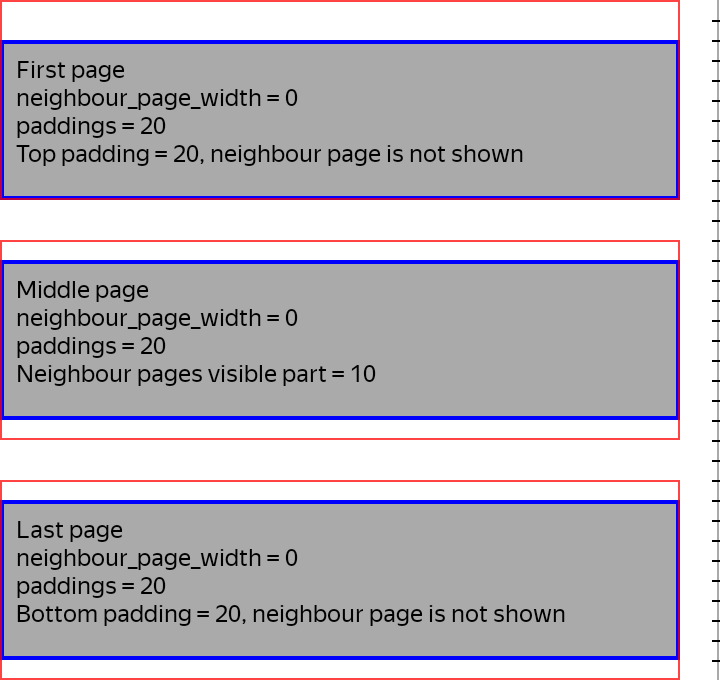 First page
neighbour_page_width = 0
paddings = 20
Top padding = 20, neighbour page is not shown
Middle page
neighbour_page_width = 0
paddings = 20
Neighbour pages visible part = 10
Last page
neighbour_page_width = 0
paddings = 20
Bottom padding = 20, neighbour page is not shown